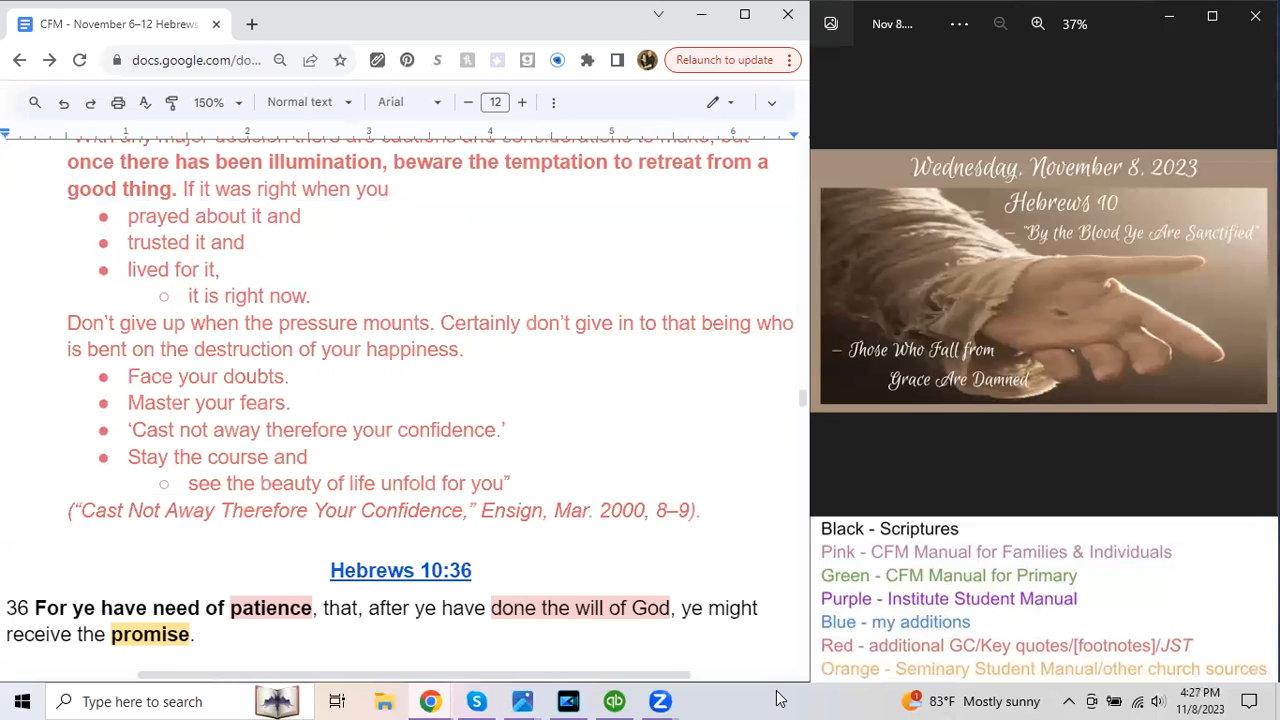 CFM – November 6–12 Hebrews
docs.google.com/do...
Relaunch to update
150%
Normal text
Arial
12
1 2 3 4 5 6
once there has been illumination, beware the temptation to retreat from a
good thing. If it was right when you
● prayed about it and
● trusted it and
● lived for it,
○ it is right now.
Don’t give up when the pressure mounts. Certainly don’t give in to that being who
is bent on the destruction of your happiness.
● Face your doubts.
● Master your fears.
● ‘Cast not away therefore your confidence.’
● Stay the course and
○ see the beauty of life unfold for you”
(“Cast Not Away Therefore Your Confidence,” Ensign, Mar. 2000, 8–9).
Hebrews 10:36
36 For ye have need of patience, that, after ye have done the will of God, ye might
receive the promise.
Nov 8....
37%
Wednesday, November 8, 2023
Hebrews 10
– "By the Blood Ye Are Sanctified"
– Those Who Fall from
Grace Are Damned
Black - Scriptures
Pink - CFM Manual for Families & Individuals
Green - CFM Manual for Primary
Purple - Institute Student Manual
Blue - my additions
Red - additional GC/Key quotes/[footnotes]/JST
Orange - Seminary Student Manual/other church sources
Type here to search
1
83°F Mostly sunny
4:27 PM
11/8/2023